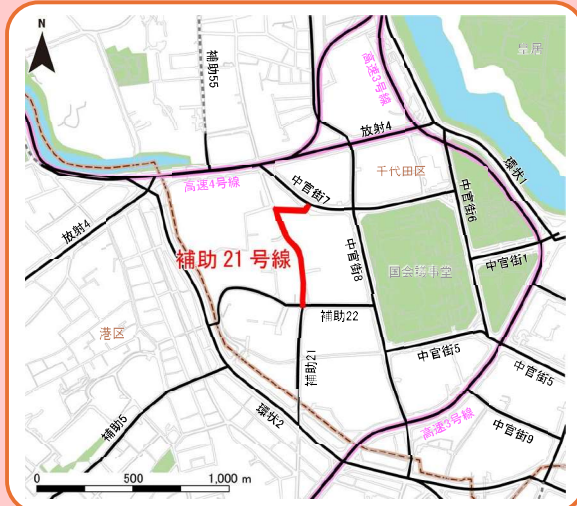 N
皇居
補助55
高速3号線
放射4
千代田区
環状1
高速4号線
中官街7
中官街6
放射4
補助21号線
中官街8
国会議事堂
中官街1
港区
補助22
補助21
中官街5
中官街5
環状2
補助5
高速3号線
中官街9
0 500 1,000 m